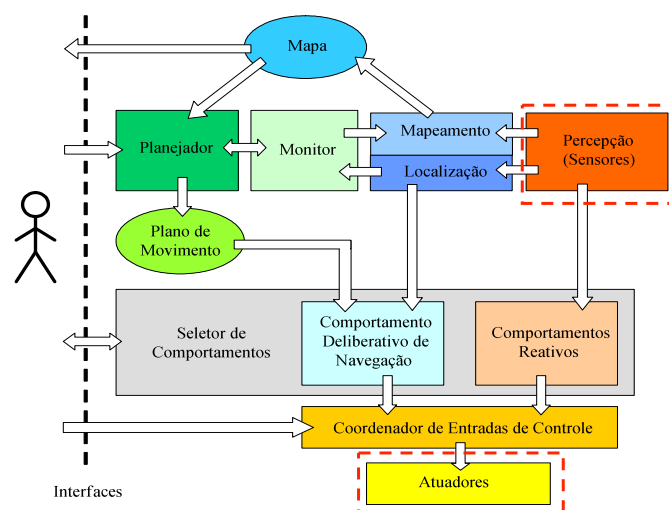 Mapa
Planejador
Monitor
Mapeamento
Localização
Percepção
(Sensores)
Plano de
Movimento
Seletor de
Comportamentos
Comportamento
Deliberativo de
Navegação
Comportamentos
Reativos
Coordenador de Entradas de Controle
Atuadores
Interfaces